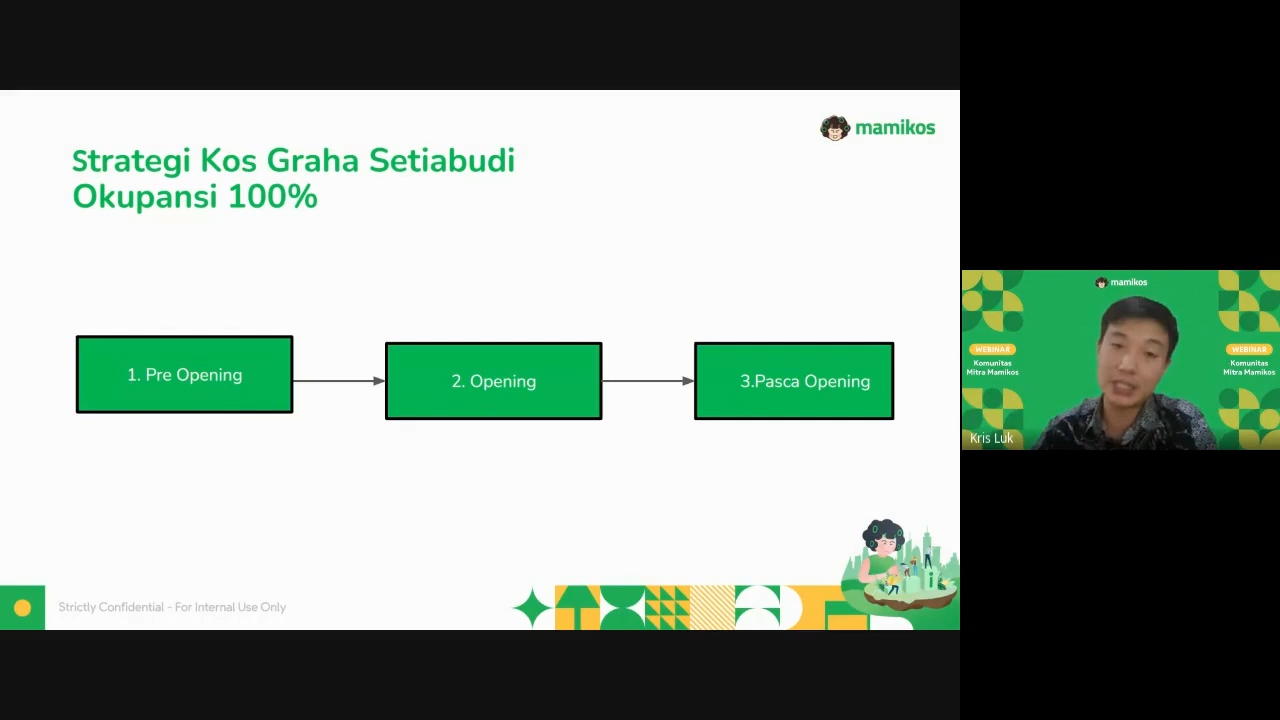 mamikos
Strategi Kos Graha Setiabudi
Okupansi 100%
1. Pre Opening
2. Opening
3.Pasca Opening
Strictly Confidential - For Internal Use Only
mamikos
WEBINAR
Komunitas
Mitra Mamikos
WEBINAR
Komunitas
Mitra Mamikos
Kris Luk